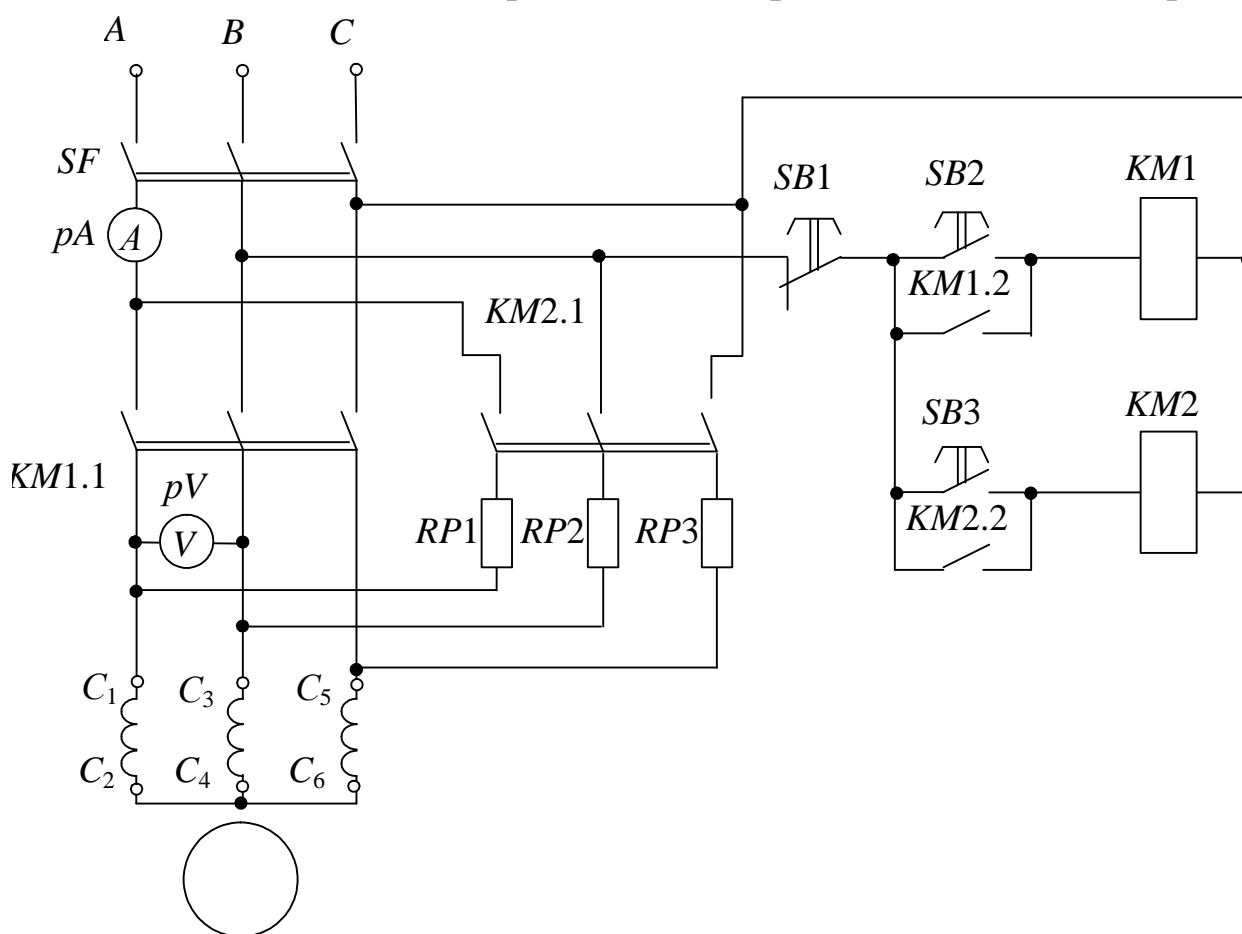 A B C
SF
pA A
SB1 SB2 KM1
KM2.1 KM1.2
SB3 KM2
KM1.1 pV
V RP1 RP2 RP3 KM2.2
C1 C3 C5
C2 C4 C6